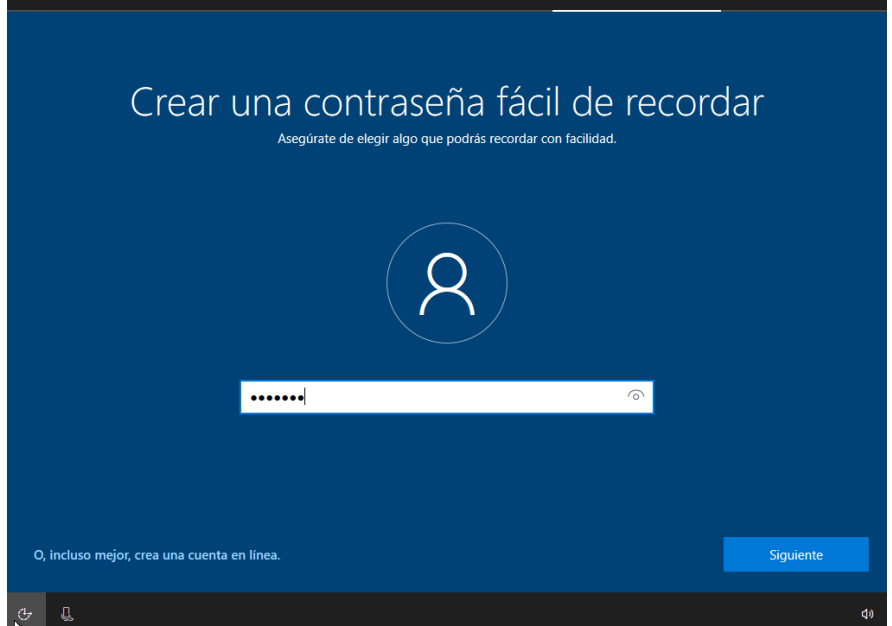 Crear una contraseña fácil de recordar
Asegúrate de elegir algo que podrás recordar con facilidad.
•••••••
O, incluso mejor, crea una cuenta en línea.
Siguiente